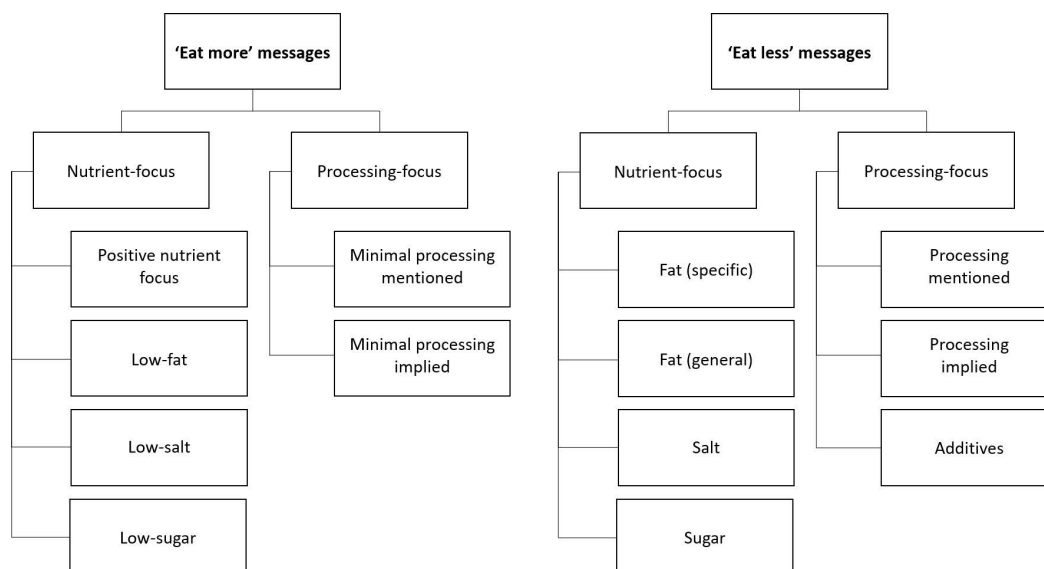 ‘Eat more’ messages
Nutrient-focus
Processing-focus
Positive nutrient
focus
Low-fat
Low-salt
Low-sugar
Minimal processing
mentioned
Minimal processing
implied
‘Eat less’ messages
Nutrient-focus
Processing-focus
Fat (specific)
Fat (general)
Salt
Sugar
Processing
mentioned
Processing
implied
Additives